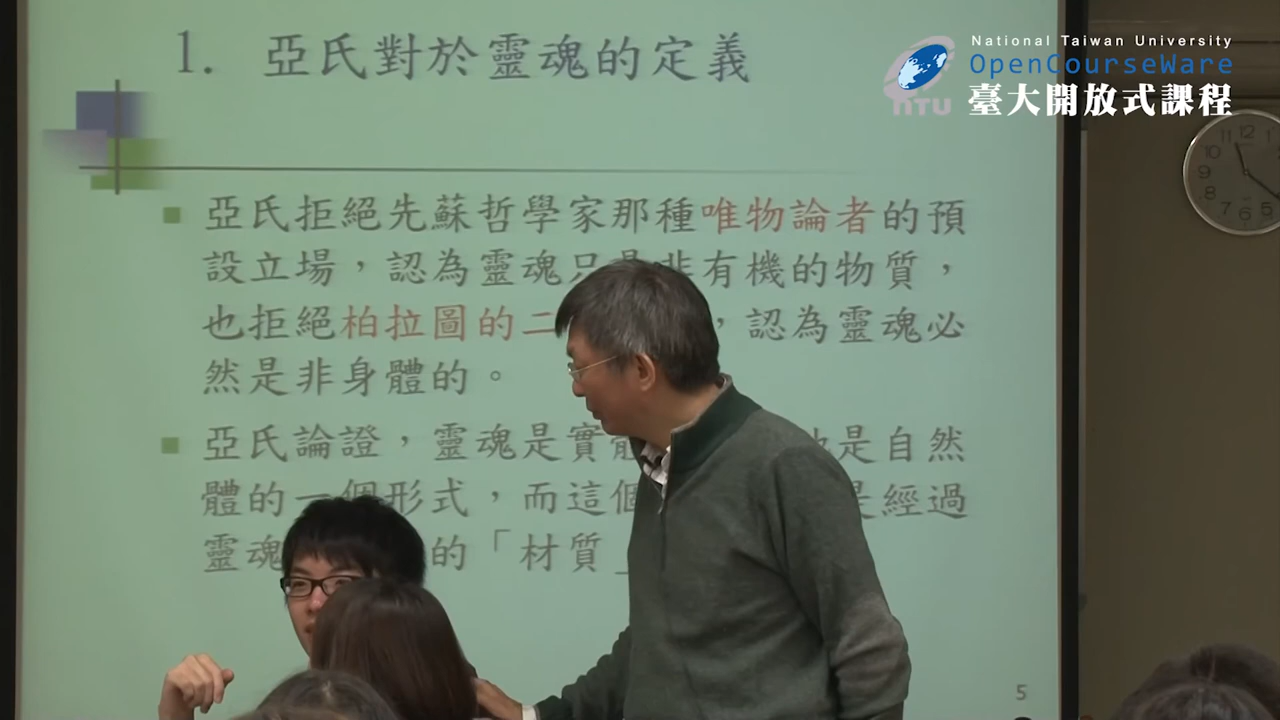 1. 亞氏對於靈魂的定義
National Taiwan University
OpenCourseWare
NTU 臺大開放式課程
亞氏拒絕先蘇哲學家那種唯物論者的預
設立場，認為靈魂只 非有機的物質，
也拒絕柏拉圖的二 ，認為靈魂必
然是非身體的。
亞氏論證，靈魂是實體 是自然
體的一個形式，而這個 是經過
靈魂 的「材質」
5